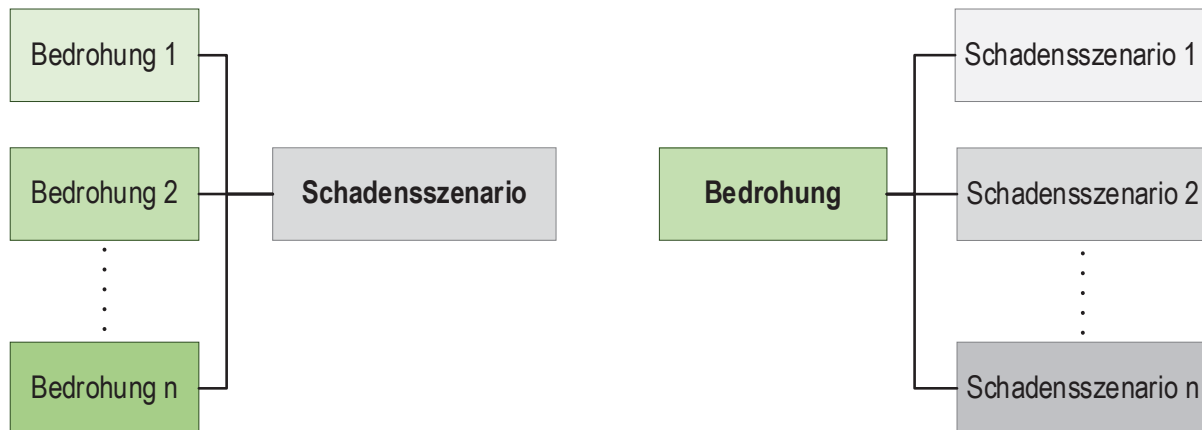 Bedrohung 1
Bedrohung 2
Bedrohung n
Schadensszenario
Bedrohung
Schadensszenario 1
Schadensszenario 2
Schadensszenario n